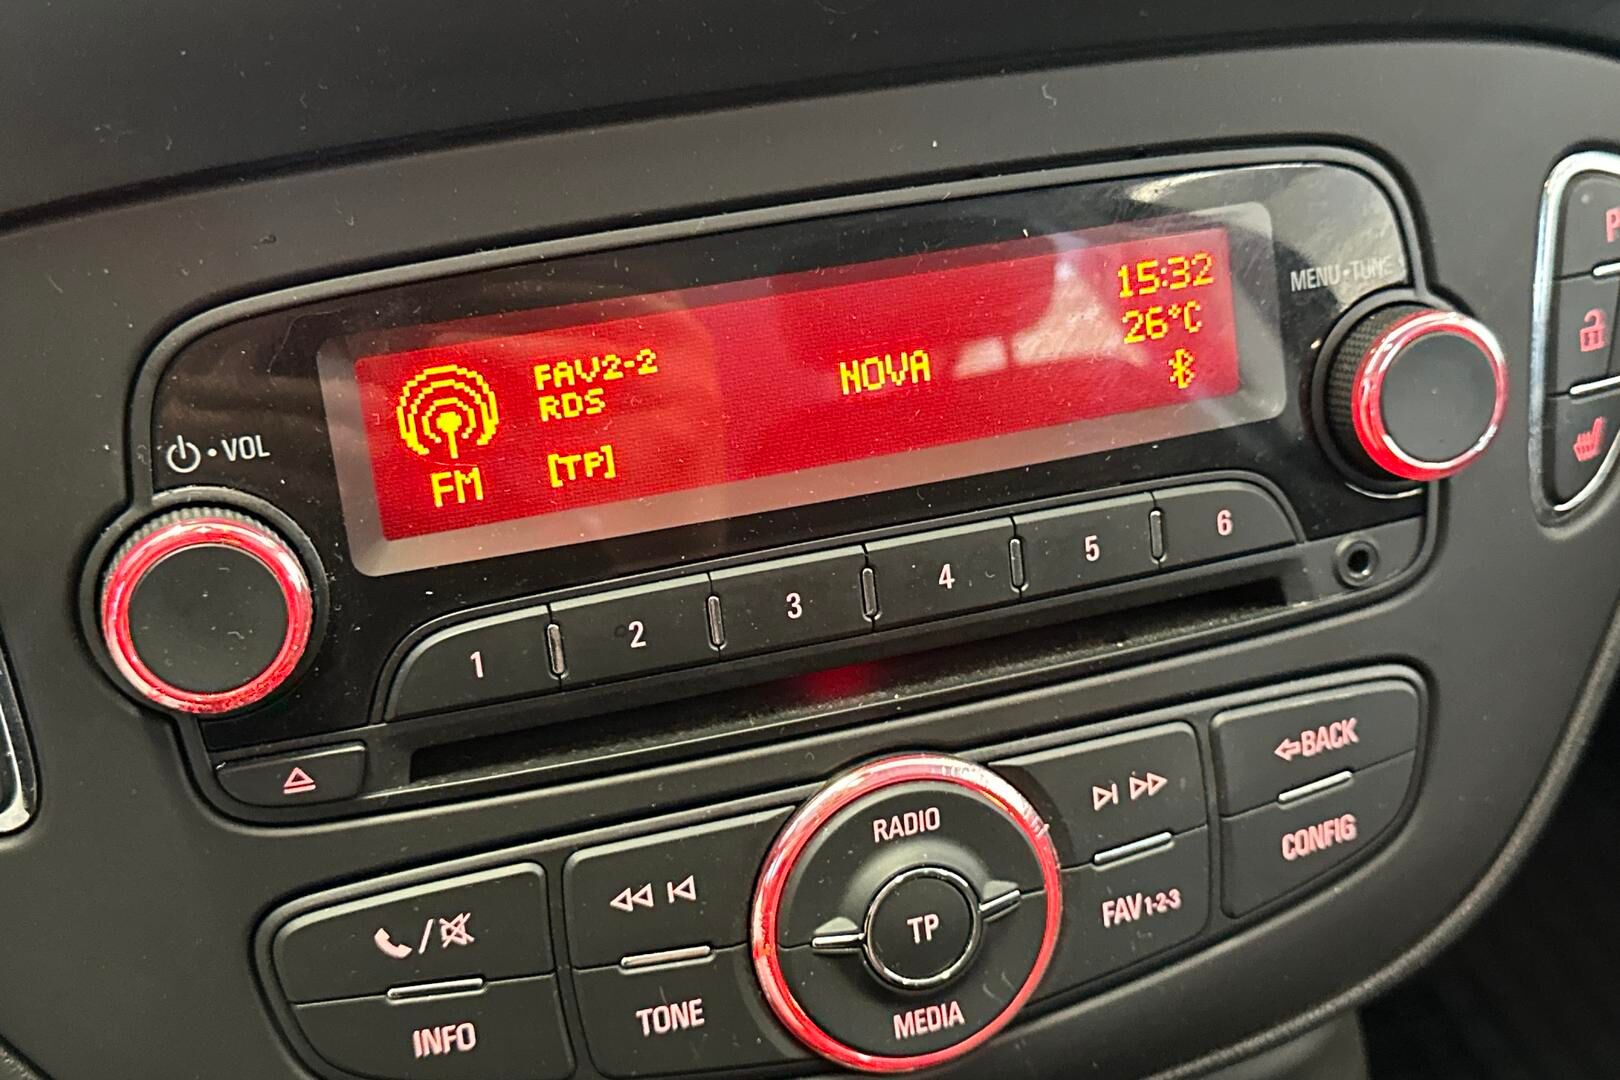 15:32
26°C
FAV2-2
RDS
NOVA
FM
[TP]
VOL
MENU•TUNE
1
2
3
4
5
6
RADIO
TP
MEDIA
BACK
CONFIG
FAV1-2-3
TONE
INFO
P